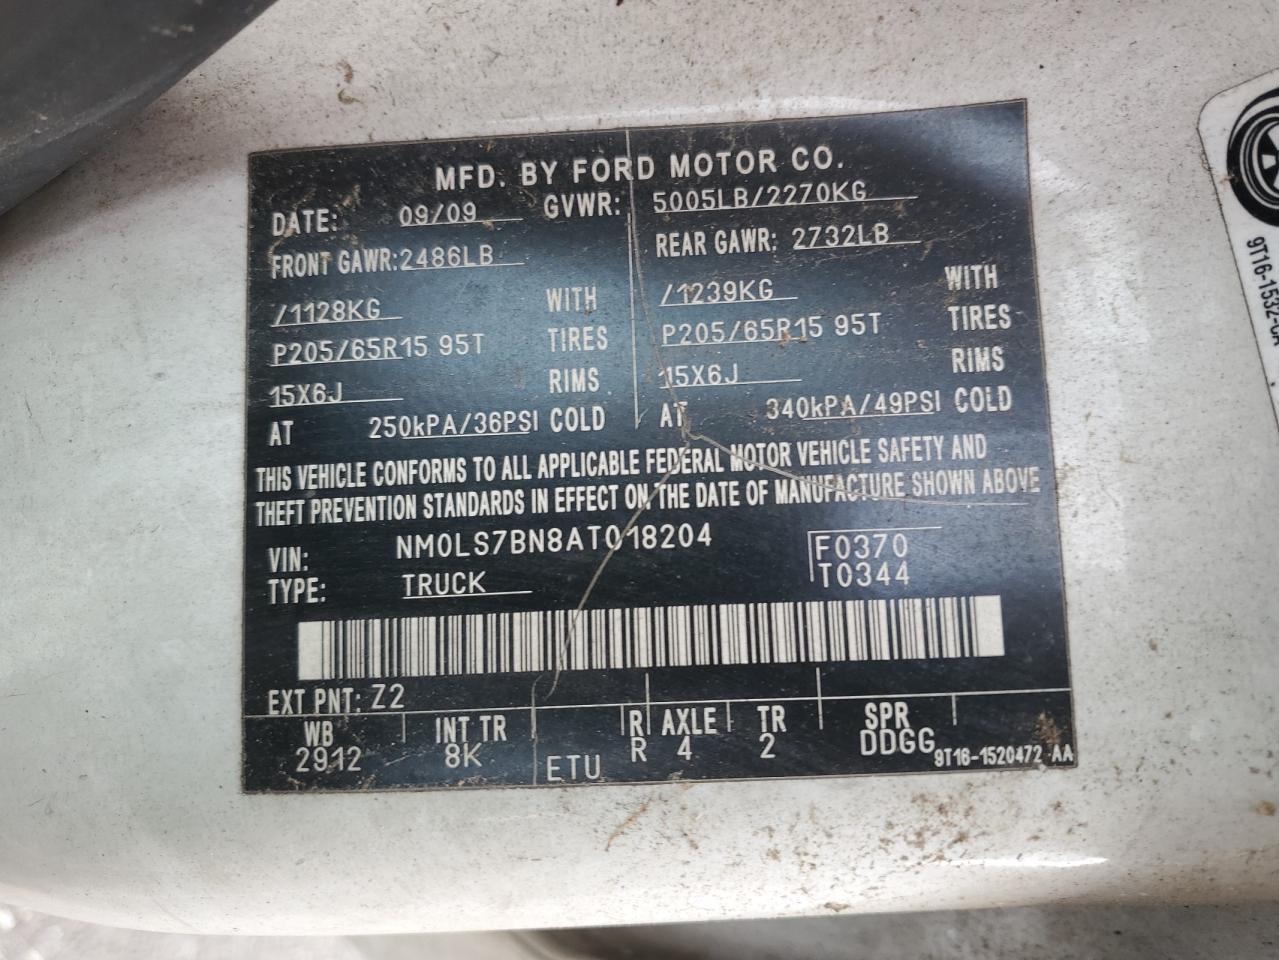 MFD. BY FORD MOTOR CO.
DATE: 09/09 GVWR: 5005LB/2270KG
FRONT GAWR: 2486LB REAR GAWR: 2732LB
/1128KG WITH /1239KG WITH
P205/65R15 95T TIRES P205/65R15 95T TIRES
15X6J RIMS 15X6J RIMS
AT 250kPA/36PSI COLD AT 340kPA/49PSI COLD
THIS VEHICLE CONFORMS TO ALL APPLICABLE FEDERAL MOTOR VEHICLE SAFETY AND
THEFT PREVENTION STANDARDS IN EFFECT ON THE DATE OF MANUFACTURE SHOWN ABOVE
VIN: NM0LS7BN8AT018204 F0370
TYPE: TRUCK T0344
EXT PNT: Z2
WB INT TR R AXLE TR SPR
2912 8K ETU R 4 2 DDGG 9T16-1520472-AA
9T16-1532-